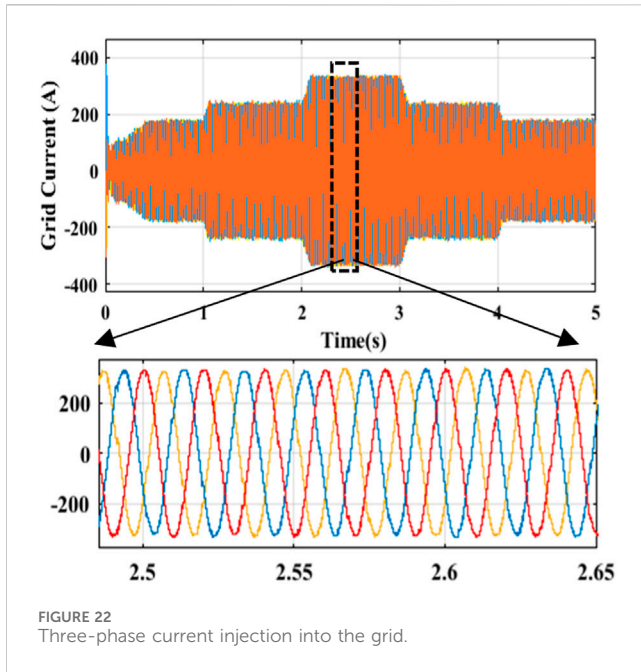 400
200
0
-200
-400
Grid Current (A)
0 1 2 3 4 5
Time(s)
200
0
-200
2.5 2.55 2.6 2.65
FIGURE 22
Three-phase current injection into the grid.